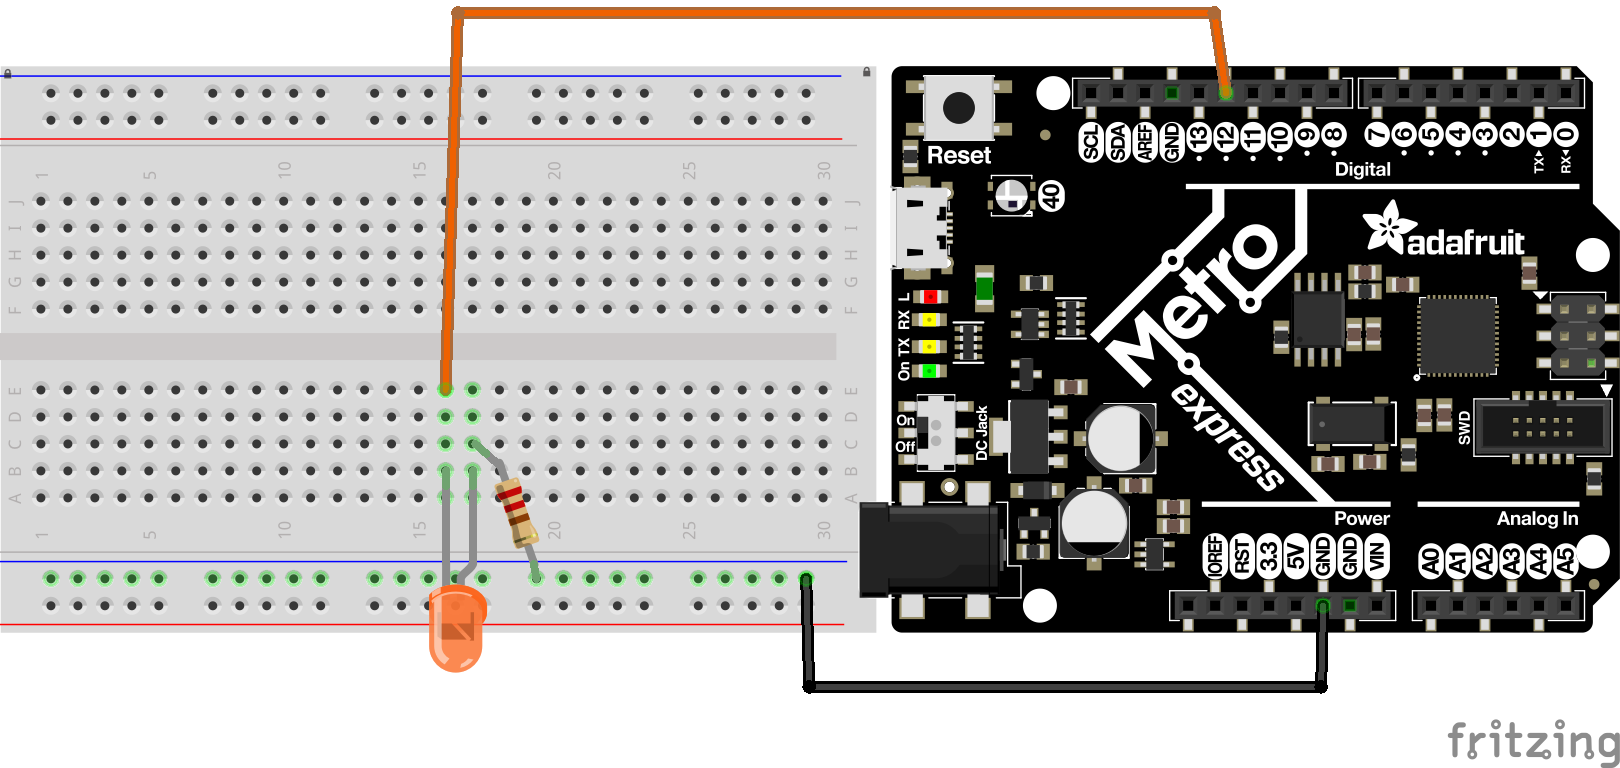 1 5 10 15 20 25 30
J J
I I
H H
G G
F F
E E
D D
C C
B B
A A
1 5 10 15 20 25 30
Reset
40
SCL SDA AREF GND 13 12 11 10 9 8 7 6 5 4 3 2 1 0
TX RX
Digital
adafruit
Metro
express
L
RX
TX
On
On
Off
DC Jack
SWD
Power
Analog In
IOREF RST 3.3 5V GND GND VIN A0 A1 A2 A3 A4 A5
fritzing